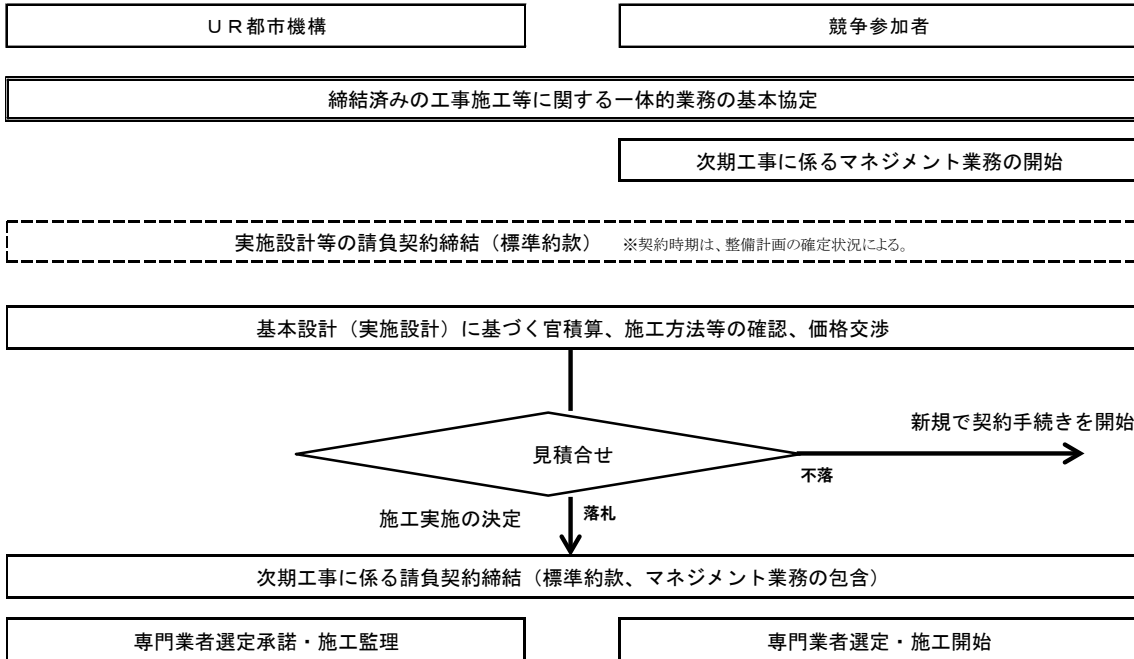 UR都市機構
競争参加者
締結済みの工事施工等に関する一体的業務の基本協定
次期工事に係るマネジメント業務の開始
実施設計等の請負契約締結（標準約款） ※契約時期は、整備計画の確定状況による。
基本設計（実施設計）に基づく官積算、施工方法等の確認、価格交渉
新規で契約手続きを開始
見積合せ
不落
施工実施の決定
落札
次期工事に係る請負契約締結（標準約款、マネジメント業務の包含）
専門業者選定承諾・施工監理
専門業者選定・施工開始